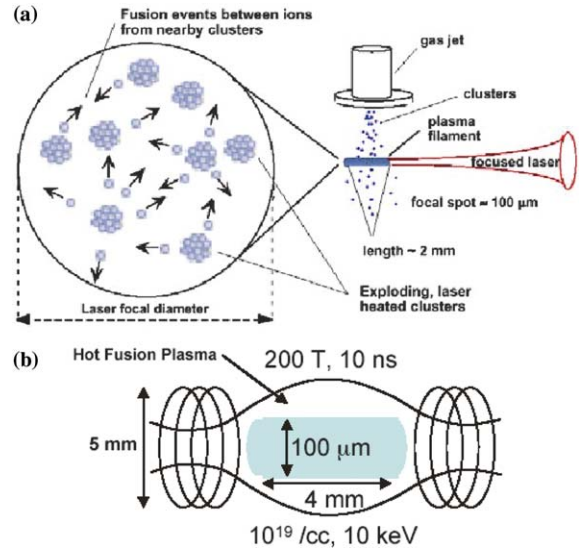 (a)
Fusion events between ions
from nearby clusters
gas jet
clusters
plasma
filament
focused laser
focal spot ≈ 100 μm
length ~ 2 mm
Exploding, laser
heated clusters
Laser focal diameter
(b)
Hot Fusion Plasma
200 T, 10 ns
5 mm
100 μm
4 mm
10¹⁹ /cc, 10 keV